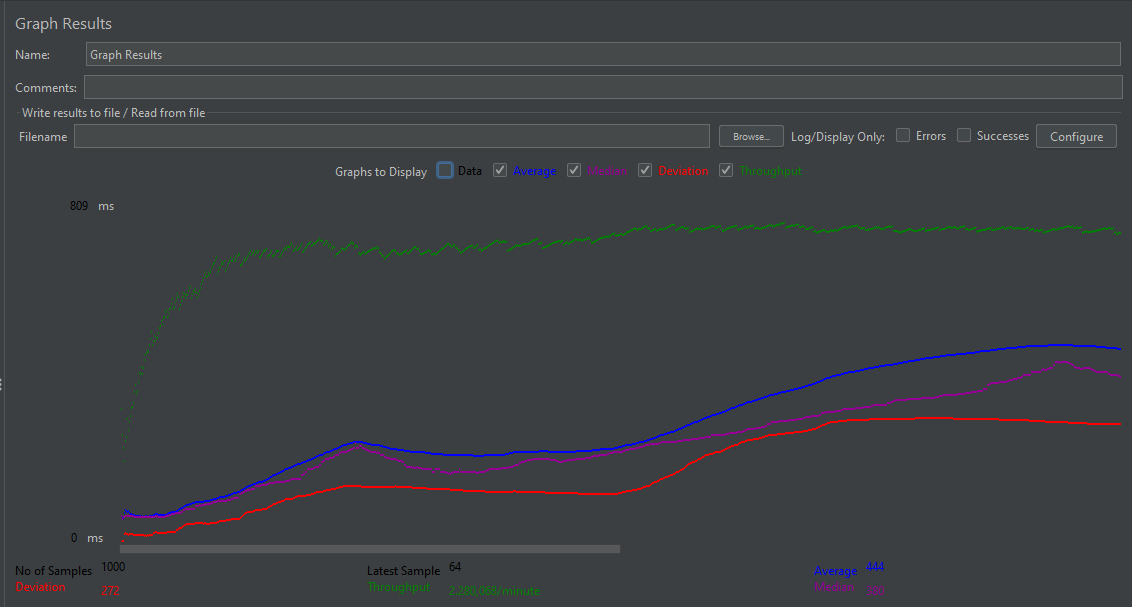 Graph Results
Name: Graph Results
Comments:
Write results to file / Read from file
Filename Browse... Log/Display Only: Errors Successes Configure
Graphs to Display Data Average Median Deviation Throughput
809 ms
0 ms
No of Samples 1000 Latest Sample 64 Average 444
Deviation 272 Throughput 2,280.068/minute Median